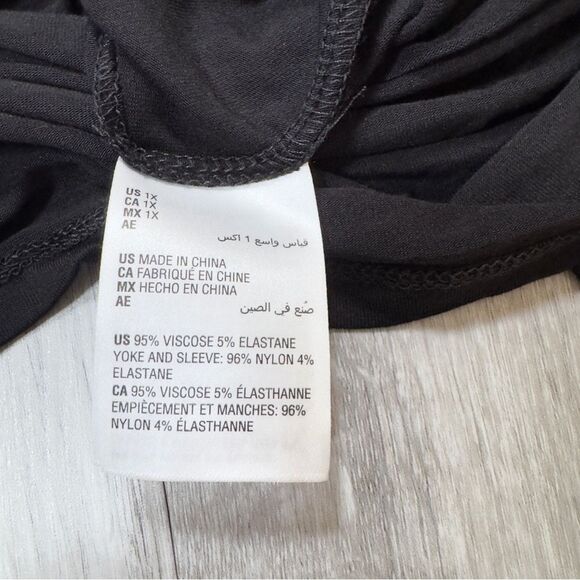 US 1X
CA 1X
MX 1X
AE
قياس واسع 1 اكس
US MADE IN CHINA
CA FABRIQUÉ EN CHINE
MX HECHO EN CHINA
AE
صُنع في الصين
US 95% VISCOSE 5% ELASTANE
YOKE AND SLEEVE: 96% NYLON 4%
ELASTANE
CA 95% VISCOSE 5% ÉLASTHANNE
EMPIÈCEMENT ET MANCHES: 96%
NYLON 4% ÉLASTHANNE